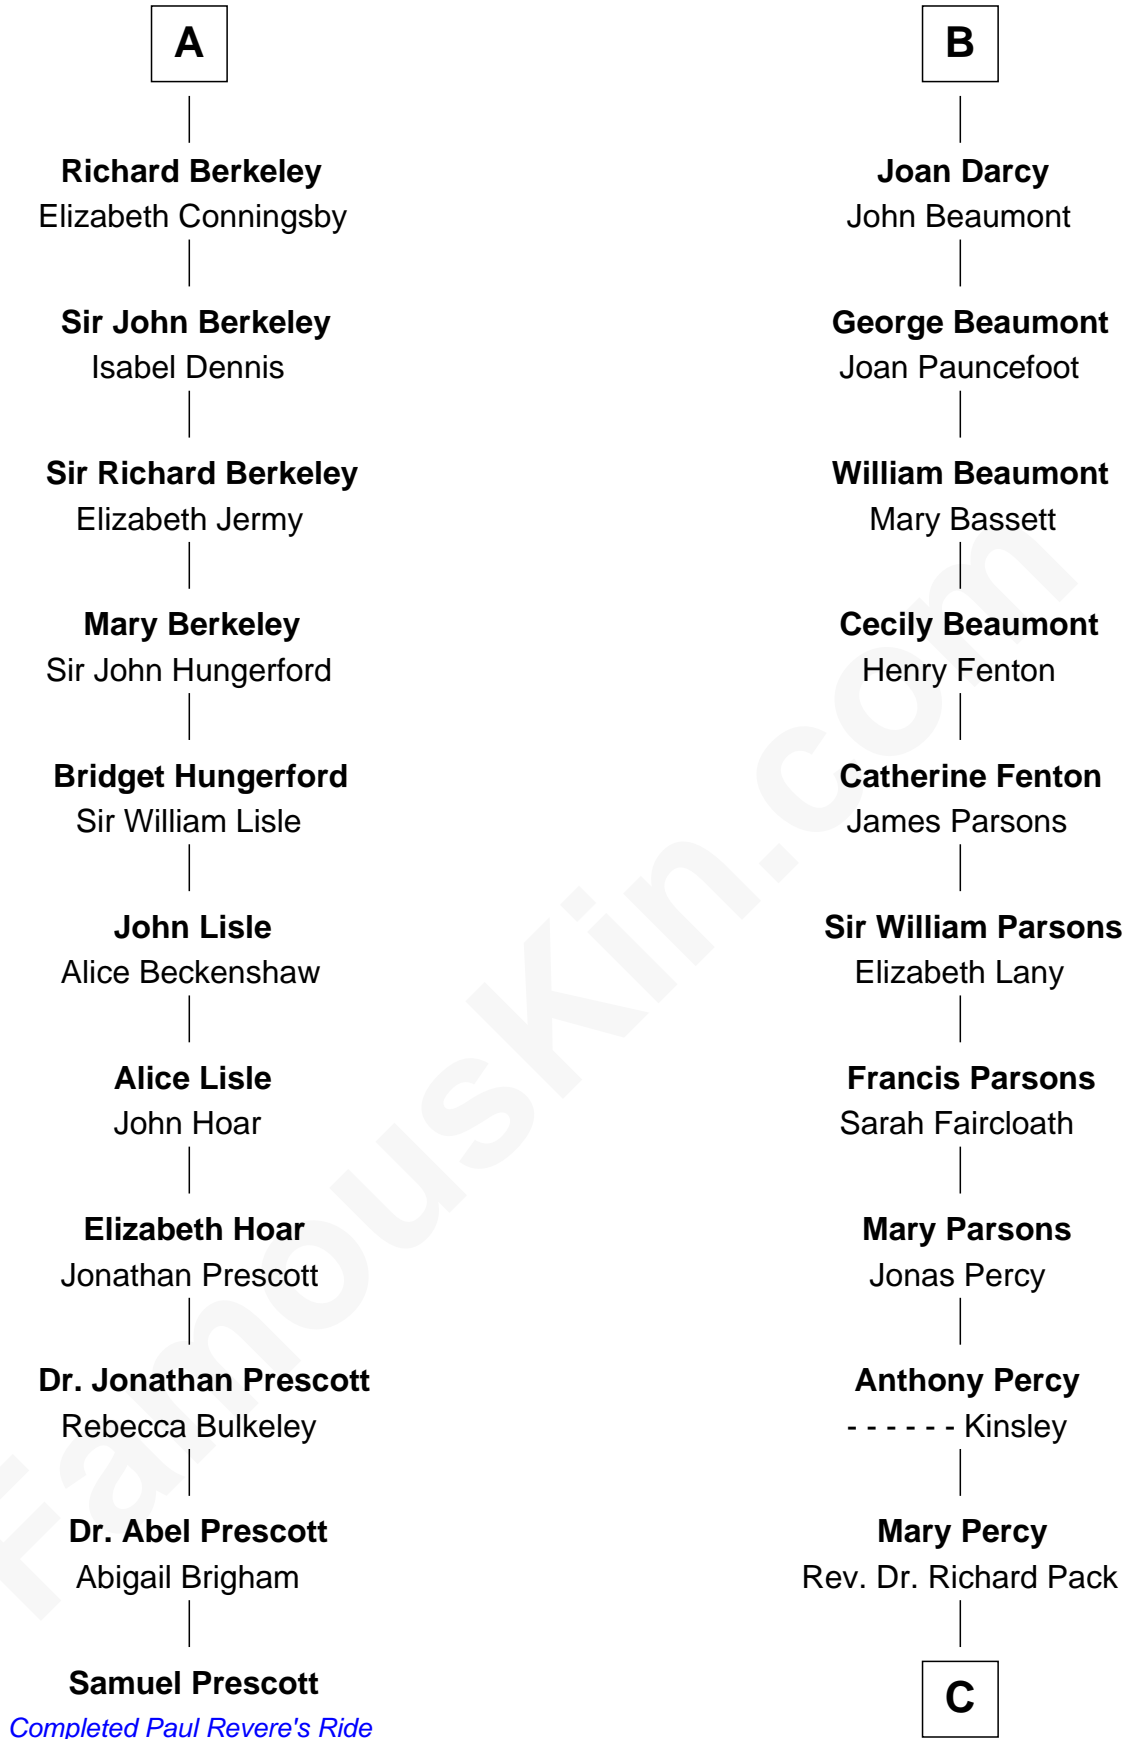 A
Richard Berkeley
Elizabeth Conningsby
Sir John Berkeley
Isabel Dennis
Sir Richard Berkeley
Elizabeth Jermy
Mary Berkeley
Sir John Hungerford
Bridget Hungerford
Sir William Lisle
John Lisle
Alice Beckenshaw
Alice Lisle
John Hoar
Elizabeth Hoar
Jonathan Prescott
Dr. Jonathan Prescott
Rebecca Bulkeley
Dr. Abel Prescott
Abigail Brigham
Samuel Prescott
Completed Paul Revere's Ride
B
Joan Darcy
John Beaumont
George Beaumont
Joan Pauncefoot
William Beaumont
Mary Bassett
Cecily Beaumont
Henry Fenton
Catherine Fenton
James Parsons
Sir William Parsons
Elizabeth Lany
Francis Parsons
Sarah Faircloath
Mary Parsons
Jonas Percy
Anthony Percy
- - - - - - Kinsley
Mary Percy
Rev. Dr. Richard Pack
C
FamousKin.com